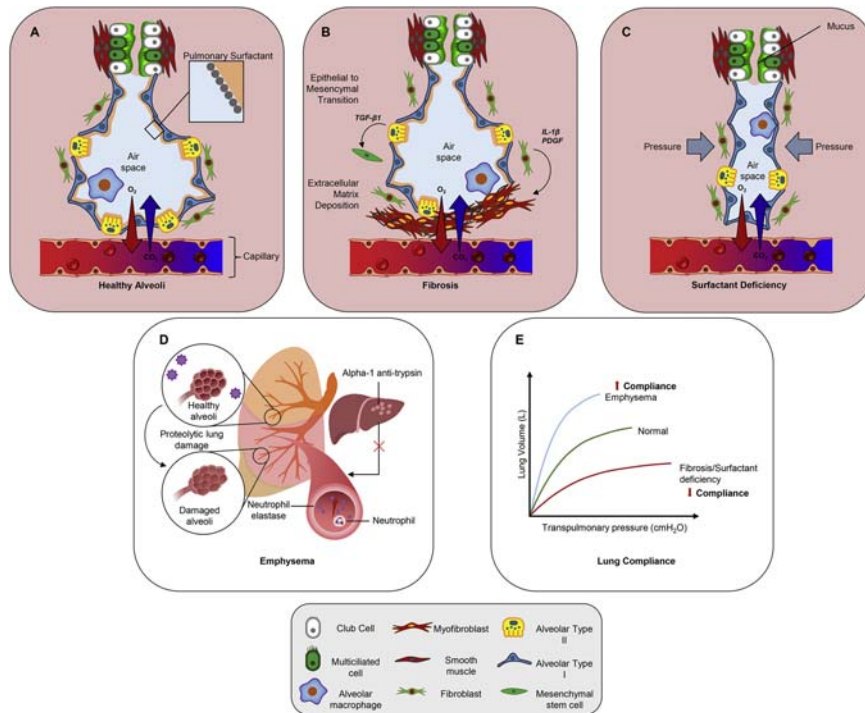 A
Pulmonary Surfactant
Air
space
O₂
CO₂
Capillary
Healthy Alveoli
B
Epithelial to
Mesencymal
Transition
TGF-β1
IL-1β
PDGF
Air
space
Extracellular
Matrix
Deposition
O₂
CO₂
Fibrosis
C
Mucus
Pressure
Pressure
Air
space
O₂
CO₂
Surfactant Deficiency
D
Healthy
alveoli
Proteolytic lung
damage
Damaged
alveoli
Alpha-1 anti-trypsin
Neutrophil
elastase
Neutrophil
Emphysema
E
Lung Volume (L)
Compliance
Emphysema
Normal
Fibrosis/Surfactant
deficiency
Compliance
Transpulmonary pressure (cmH₂O)
Lung Compliance
Club Cell
Myofibroblast
Alveolar Type
II
Multiciliated
cell
Smooth
muscle
Alveolar Type
I
Alveolar
macrophage
Fibroblast
Mesenchymal
stem cell